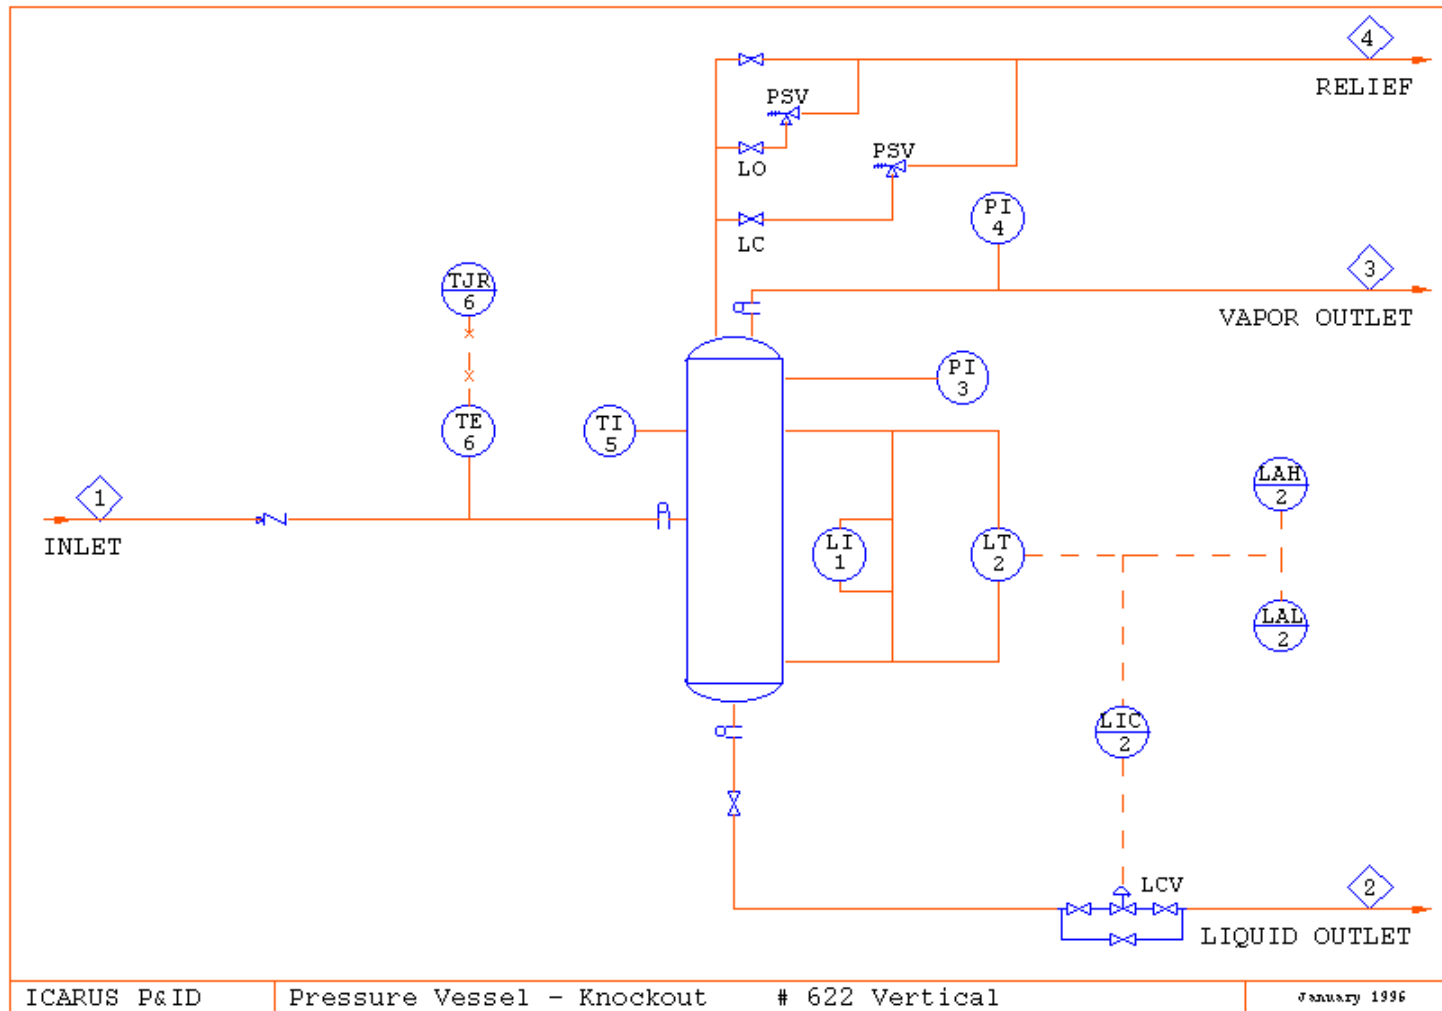 4
RELIEF
PSV
LO
PSV
LC
PI
4
3
VAPOR OUTLET
TJR
6
PI
3
TE
6
TI
5
1
INLET
LI
1
LT
2
LAH
2
LAL
2
LIC
2
LCV
2
LIQUID OUTLET
ICARUS P&ID
Pressure Vessel - Knockout # 622 Vertical
January 1996